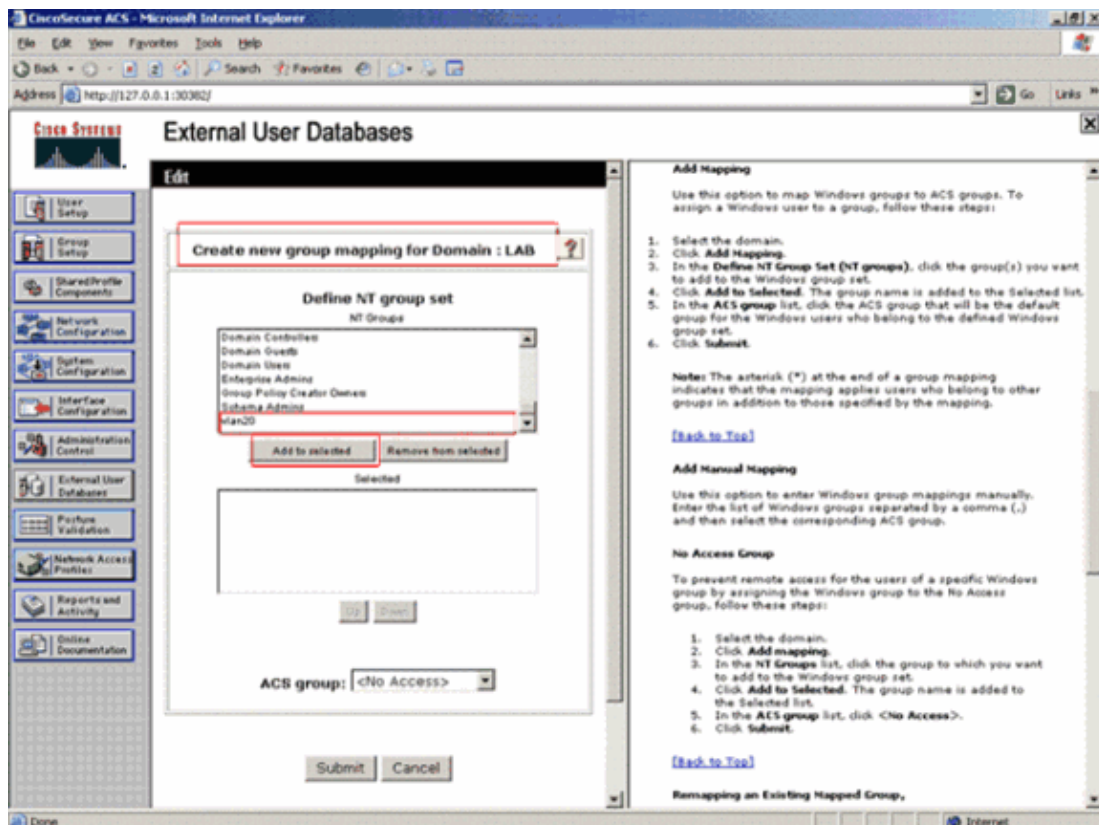 CiscoSecure ACS - Microsoft Internet Explorer
File Edit View Favorites Tools Help
Back Search Favorites
Address http://127.0.0.1:30382/ Go Links »
CISCO SYSTEMS
External User Databases
User Setup
Group Setup
Shared Profile Components
Network Configuration
System Configuration
Interface Configuration
Administration Control
External User Databases
Posture Validation
Network Access Profiles
Reports and Activity
Online Documentation
Edit
Create new group mapping for Domain : LAB
?
Define NT group set
NT Groups
Domain Controllers
Domain Guests
Domain Users
Enterprise Admins
Group Policy Creator Owners
Schema Admins
vlan20
Add to selected Remove from selected
Selected
Up Down
ACS group: <No Access>
Submit Cancel
Add Mapping
Use this option to map Windows groups to ACS groups. To
assign a Windows user to a group, follow these steps:
1. Select the domain.
2. Click Add Mapping.
3. In the Define NT Group Set (NT groups), click the group(s) you want
to add to the Windows group set.
4. Click Add to Selected. The group name is added to the Selected list.
5. In the ACS group list, click the ACS group that will be the default
group for the Windows users who belong to the defined Windows
group set.
6. Click Submit.
Note: The asterisk (*) at the end of a group mapping
indicates that the mapping applies users who belong to other
groups in addition to those specified by the mapping.
[Back to Top]
Add Manual Mapping
Use this option to enter Windows group mappings manually.
Enter the list of Windows groups separated by a comma (,)
and then select the corresponding ACS group.
No Access Group
To prevent remote access for the users of a specific Windows
group by assigning the Windows group to the No Access
group, follow these steps:
1. Select the domain.
2. Click Add mapping.
3. In the NT Groups list, click the group to which you want
to add to the Windows group set.
4. Click Add to Selected. The group name is added to
the Selected list.
5. In the ACS group list, click <No Access>.
6. Click Submit.
[Back to Top]
Remapping an Existing Mapped Group,
Done Internet